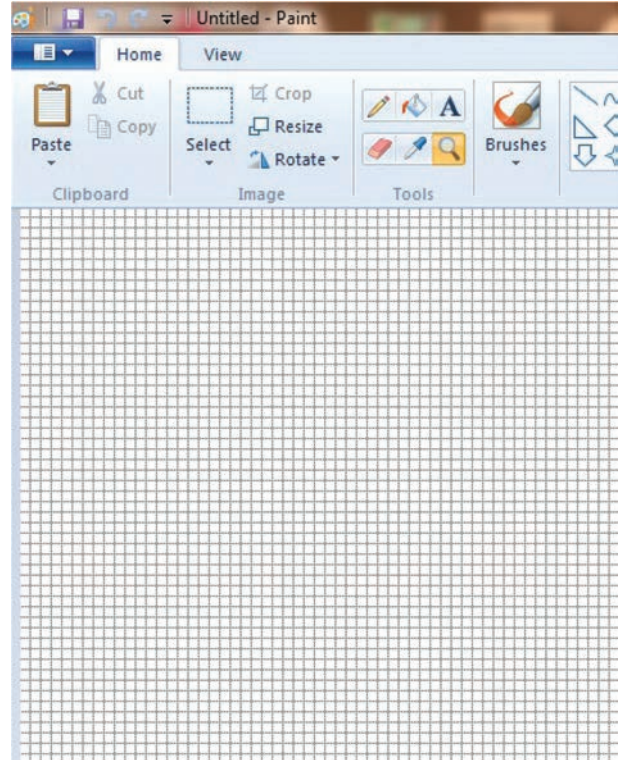 Untitled - Paint
Home View
Cut
Copy
Paste
Clipboard
Select
Crop
Resize
Rotate
Image
A
Tools
Brushes